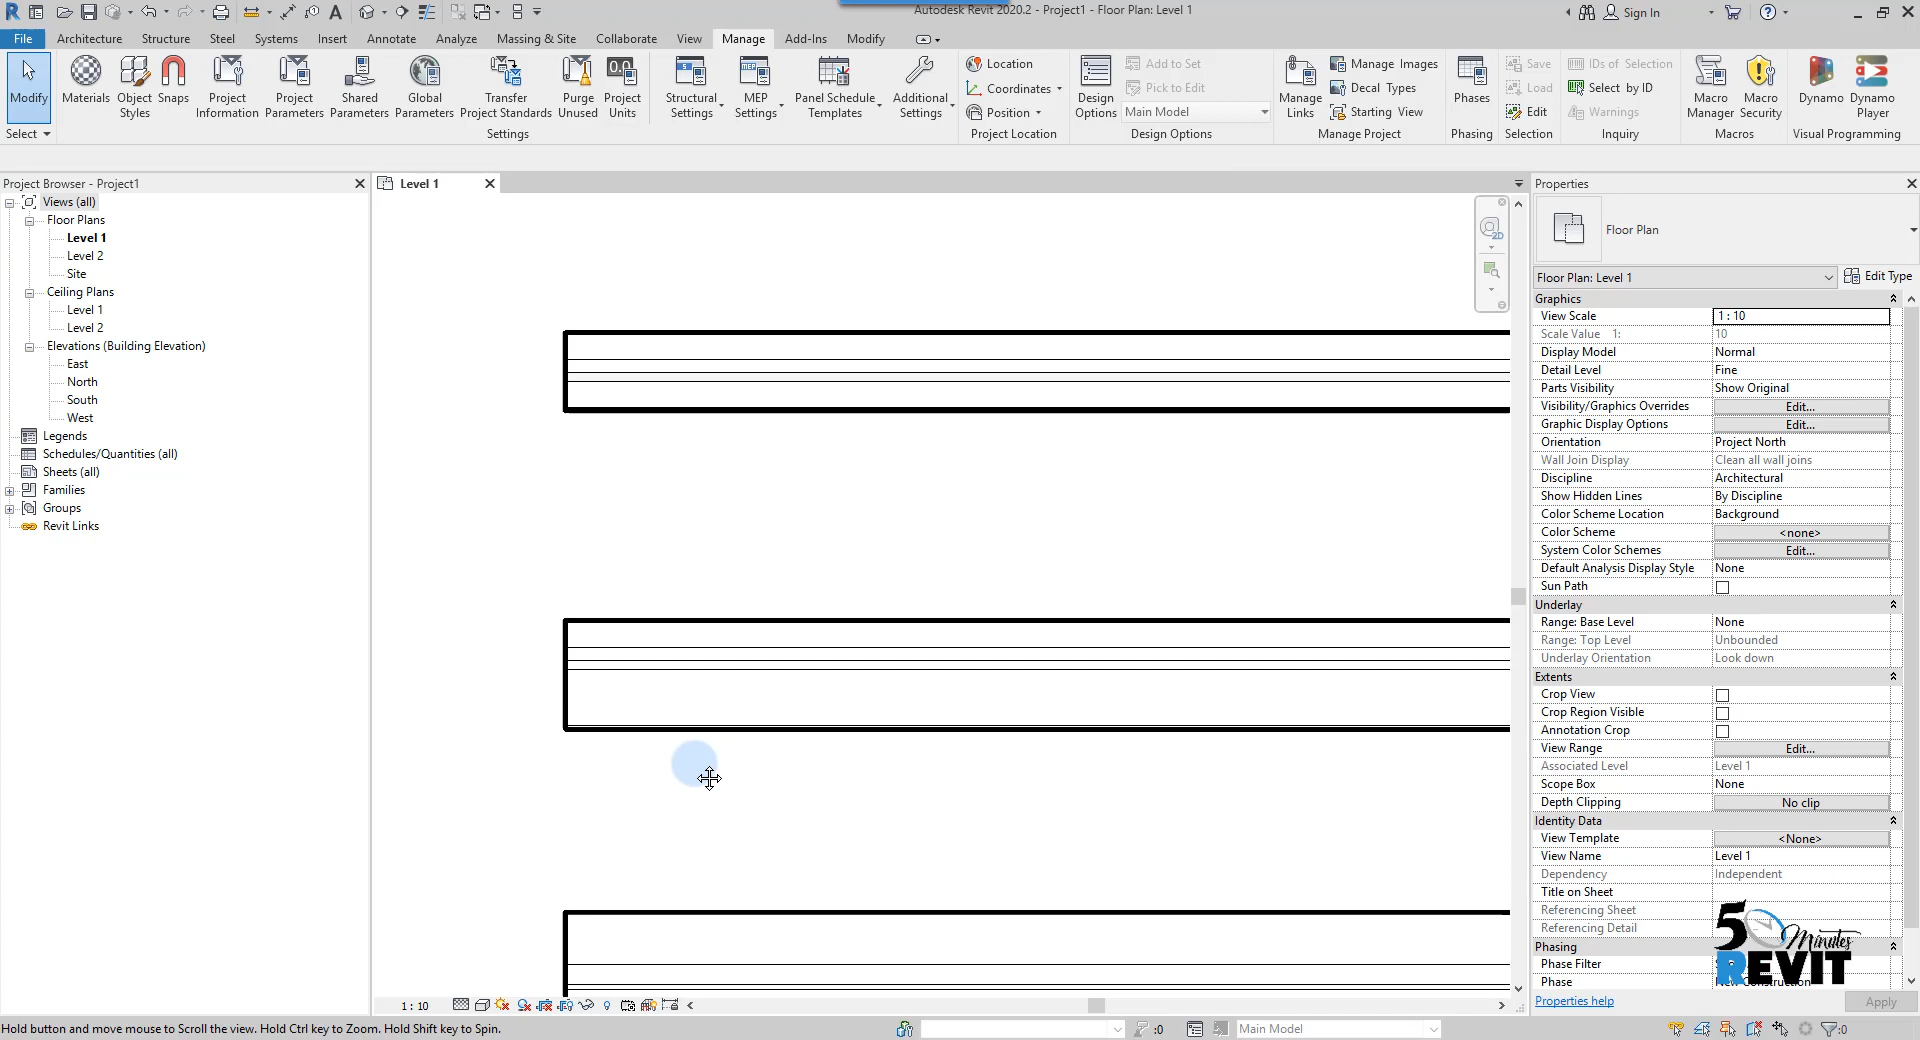 Autodesk Revit 2020.2 - Project1 - Floor Plan: Level 1
Sign In
File Architecture Structure Steel Systems Insert Annotate Analyze Massing & Site Collaborate View Manage Add-Ins Modify
Modify
Materials
Object Styles
Snaps
Project Information
Project Parameters
Shared Parameters
Global Parameters
Transfer Project Standards
Purge Unused
Project Units
Structural Settings
MEP Settings
Panel Schedule Templates
Additional Settings
Location
Coordinates
Position
Design Options
Add to Set
Pick to Edit
Main Model
Manage Links
Manage Images
Decal Types
Starting View
Phases
Save
Load
Edit
IDs of Selection
Select by ID
Warnings
Macro Manager
Macro Security
Dynamo
Dynamo Player
Select
Settings
Project Location
Design Options
Manage Project
Phasing
Selection
Inquiry
Macros
Visual Programming
Project Browser - Project1
Views (all)
Floor Plans
Level 1
Level 2
Site
Ceiling Plans
Level 1
Level 2
Elevations (Building Elevation)
East
North
South
West
Legends
Schedules/Quantities (all)
Sheets (all)
Families
Groups
Revit Links
Level 1
2D
Properties
Floor Plan
Floor Plan: Level 1
Edit Type
Graphics
View Scale 1 : 10
Scale Value 1: 10
Display Model Normal
Detail Level Fine
Parts Visibility Show Original
Visibility/Graphics Overrides Edit...
Graphic Display Options Edit...
Orientation Project North
Wall Join Display Clean all wall joins
Discipline Architectural
Show Hidden Lines By Discipline
Color Scheme Location Background
Color Scheme <none>
System Color Schemes Edit...
Default Analysis Display Style None
Sun Path
Underlay
Range: Base Level None
Range: Top Level Unbounded
Underlay Orientation Look down
Extents
Crop View
Crop Region Visible
Annotation Crop
View Range Edit...
Associated Level Level 1
Scope Box None
Depth Clipping No clip
Identity Data
View Template <None>
View Name Level 1
Dependency Independent
Title on Sheet
Referencing Sheet
Referencing Detail
Phasing
Phase Filter
Phase New Construction
5 Minutes
REVIT
Properties help
Apply
1 : 10
Hold button and move mouse to Scroll the view. Hold Ctrl key to Zoom. Hold Shift key to Spin.
:0
Main Model
:0